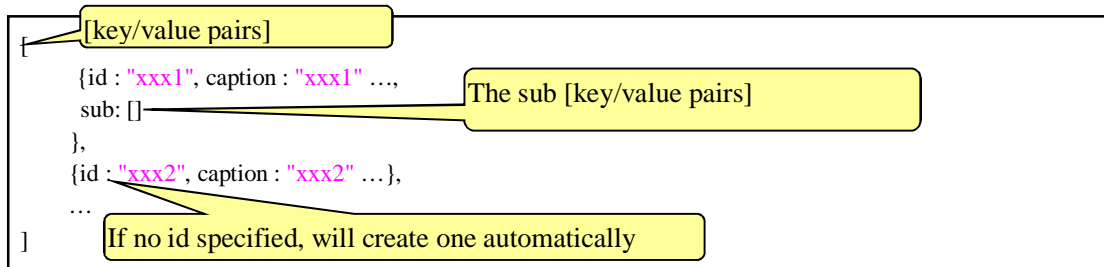 [key/value pairs]
[
{id : "xxx1", caption : "xxx1" …,
The sub [key/value pairs]
sub: []
},
{id : "xxx2", caption : "xxx2" …},
…
If no id specified, will create one automatically
]